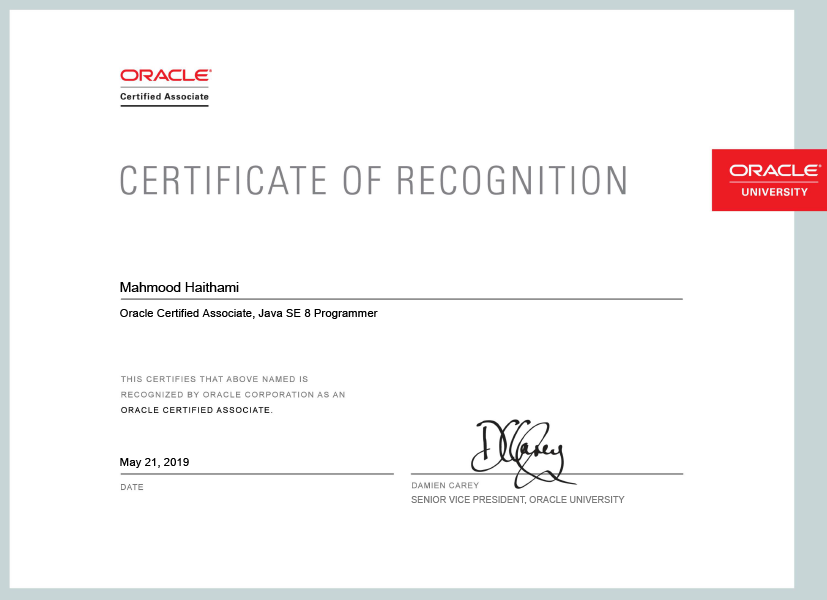 ORACLE®
Certified Associate
CERTIFICATE OF RECOGNITION
ORACLE®
UNIVERSITY
Mahmood Haithami
Oracle Certified Associate, Java SE 8 Programmer
THIS CERTIFIES THAT ABOVE NAMED IS
RECOGNIZED BY ORACLE CORPORATION AS AN
ORACLE CERTIFIED ASSOCIATE.
DCarey
May 21, 2019
DATE
DAMIEN CAREY
SENIOR VICE PRESIDENT, ORACLE UNIVERSITY